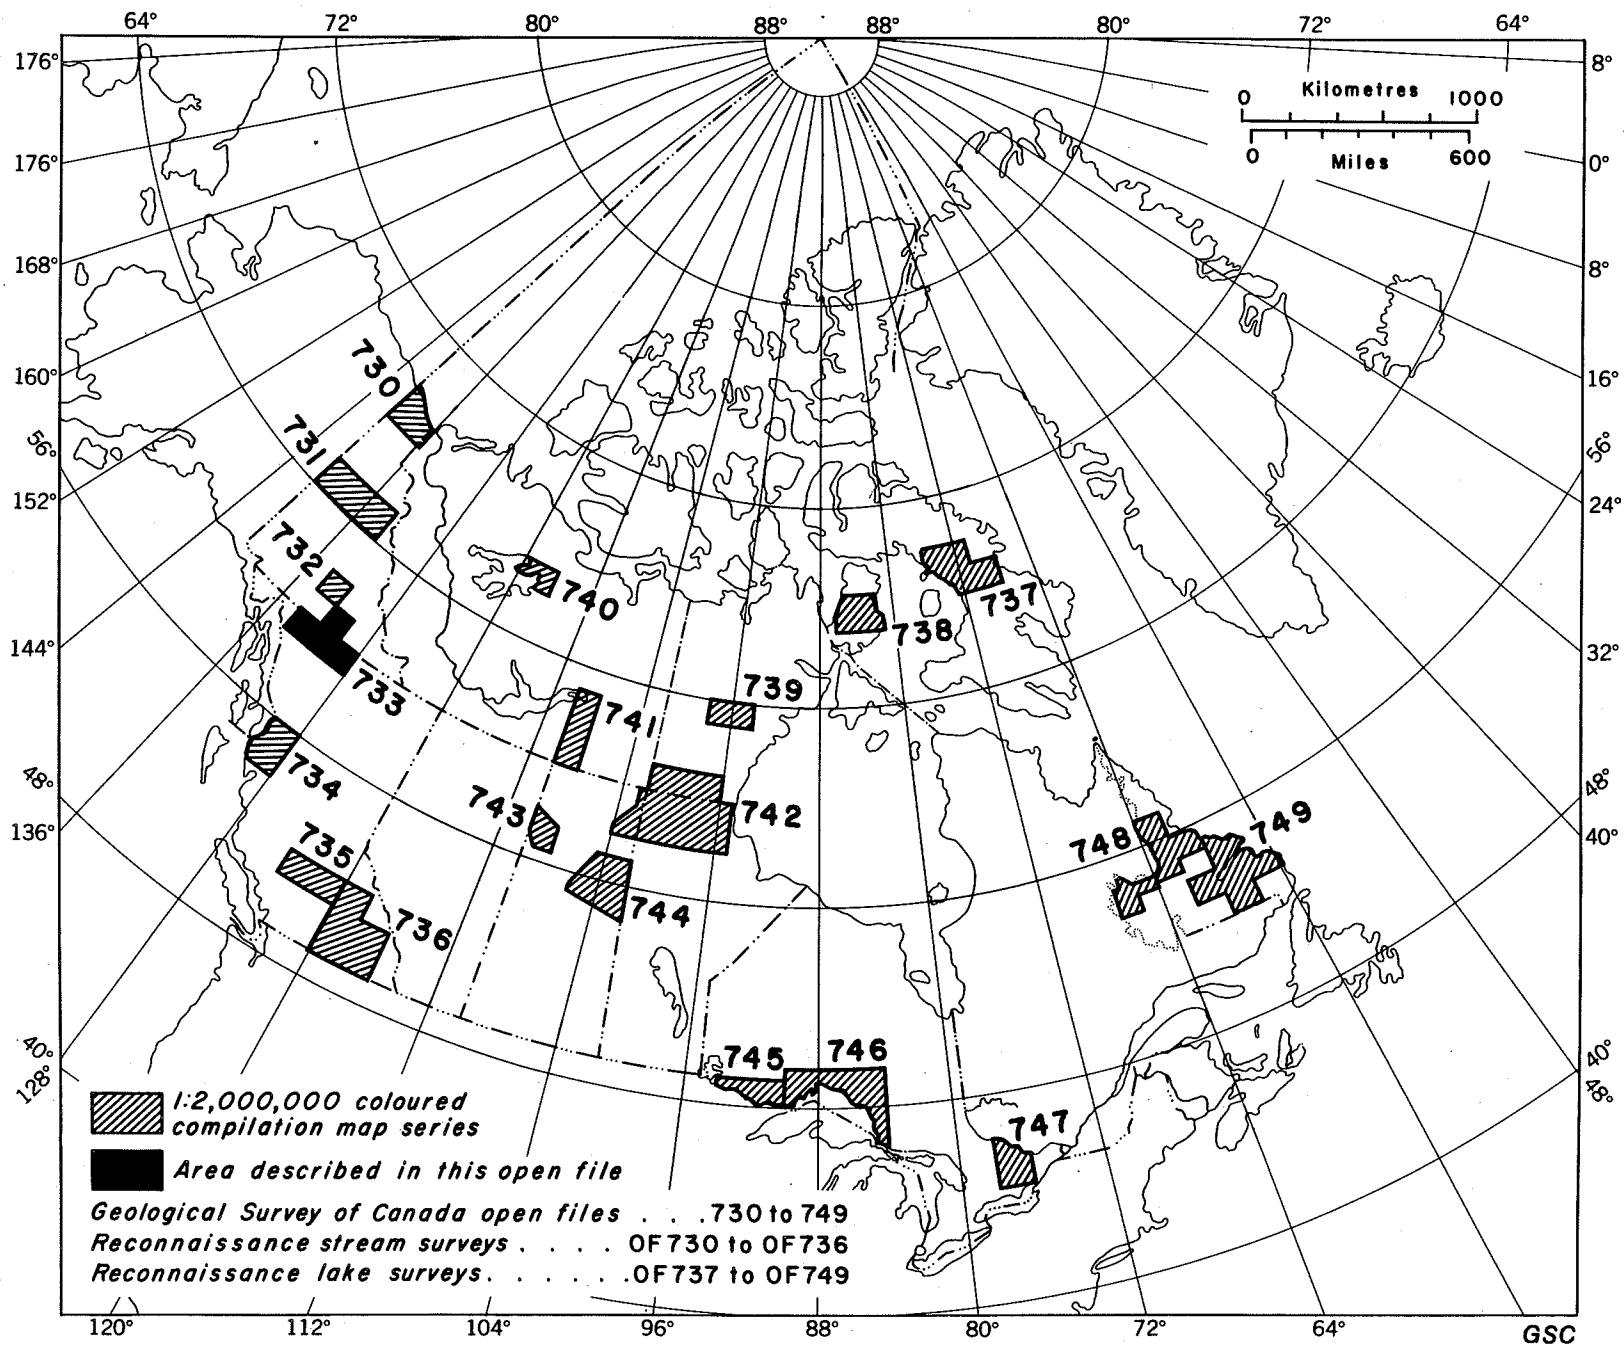 64° 72° 80° 88° 88° 80° 72° 64°
176° 8°
0 Kilometres 1000
0 Miles 600
176° 0°
168° 8°
730
160° 16°
731
56° 56°
152° 24°
732
740 737
738
144° 32°
733 739
741
734
48° 48°
743 742
136° 748 749 40°
735
736 744
745 746
40° 40°
128° 48°
747
1:2,000,000 coloured
compilation map series
Area described in this open file
Geological Survey of Canada open files . . .730 to 749
Reconnaissance stream surveys . . . . OF730 to OF736
Reconnaissance lake surveys. . . . . .OF737 to OF749
120° 112° 104° 96° 88° 80° 72° 64°
GSC